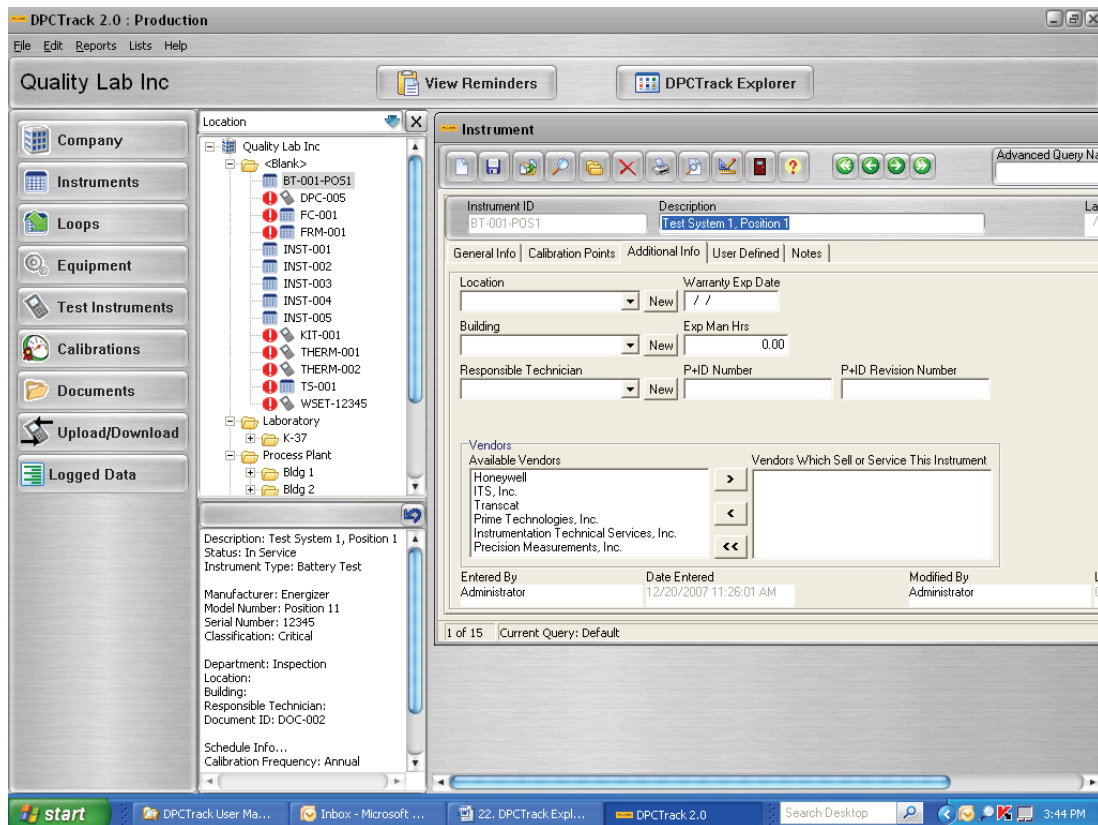 DPCTrack 2.0 : Production
File Edit Reports Lists Help
Quality Lab Inc
View Reminders
DPCTrack Explorer
Company
Instruments
Loops
Equipment
Test Instruments
Calibrations
Documents
Upload/Download
Logged Data
Location
Quality Lab Inc
<Blank>
BT-001-POS1
DPC-005
FC-001
FRM-001
INST-001
INST-002
INST-003
INST-004
INST-005
KIT-001
THERM-001
THERM-002
TS-001
WSET-12345
Laboratory
K-37
Process Plant
Bldg 1
Bldg 2
Description: Test System 1, Position 1
Status: In Service
Instrument Type: Battery Test
Manufacturer: Energizer
Model Number: Position 11
Serial Number: 12345
Classification: Critical
Department: Inspection
Location:
Building:
Responsible Technician:
Document ID: DOC-002
Schedule Info...
Calibration Frequency: Annual
Instrument
Advanced Query Na
Instrument ID Description La
BT-001-POS1 Test System 1, Position 1 /
General Info Calibration Points Additional Info User Defined Notes
Location Warranty Exp Date
New / /
Building Exp Man Hrs
New 0.00
Responsible Technician P+ID Number P+ID Revision Number
New
Vendors
Available Vendors Vendors Which Sell or Service This Instrument
Honeywell
ITS, Inc.
Transcat
Prime Technologies, Inc.
Instrumentation Technical Services, Inc.
Precision Measurements, Inc.
>
<
<<
Entered By Date Entered Modified By L
Administrator 12/20/2007 11:26:01 AM Administrator
1 of 15 Current Query: Default
start DPCTrack User Ma... Inbox - Microsoft ... 22. DPCTrack Expl... DPCTrack 2.0 Search Desktop 3:44 PM